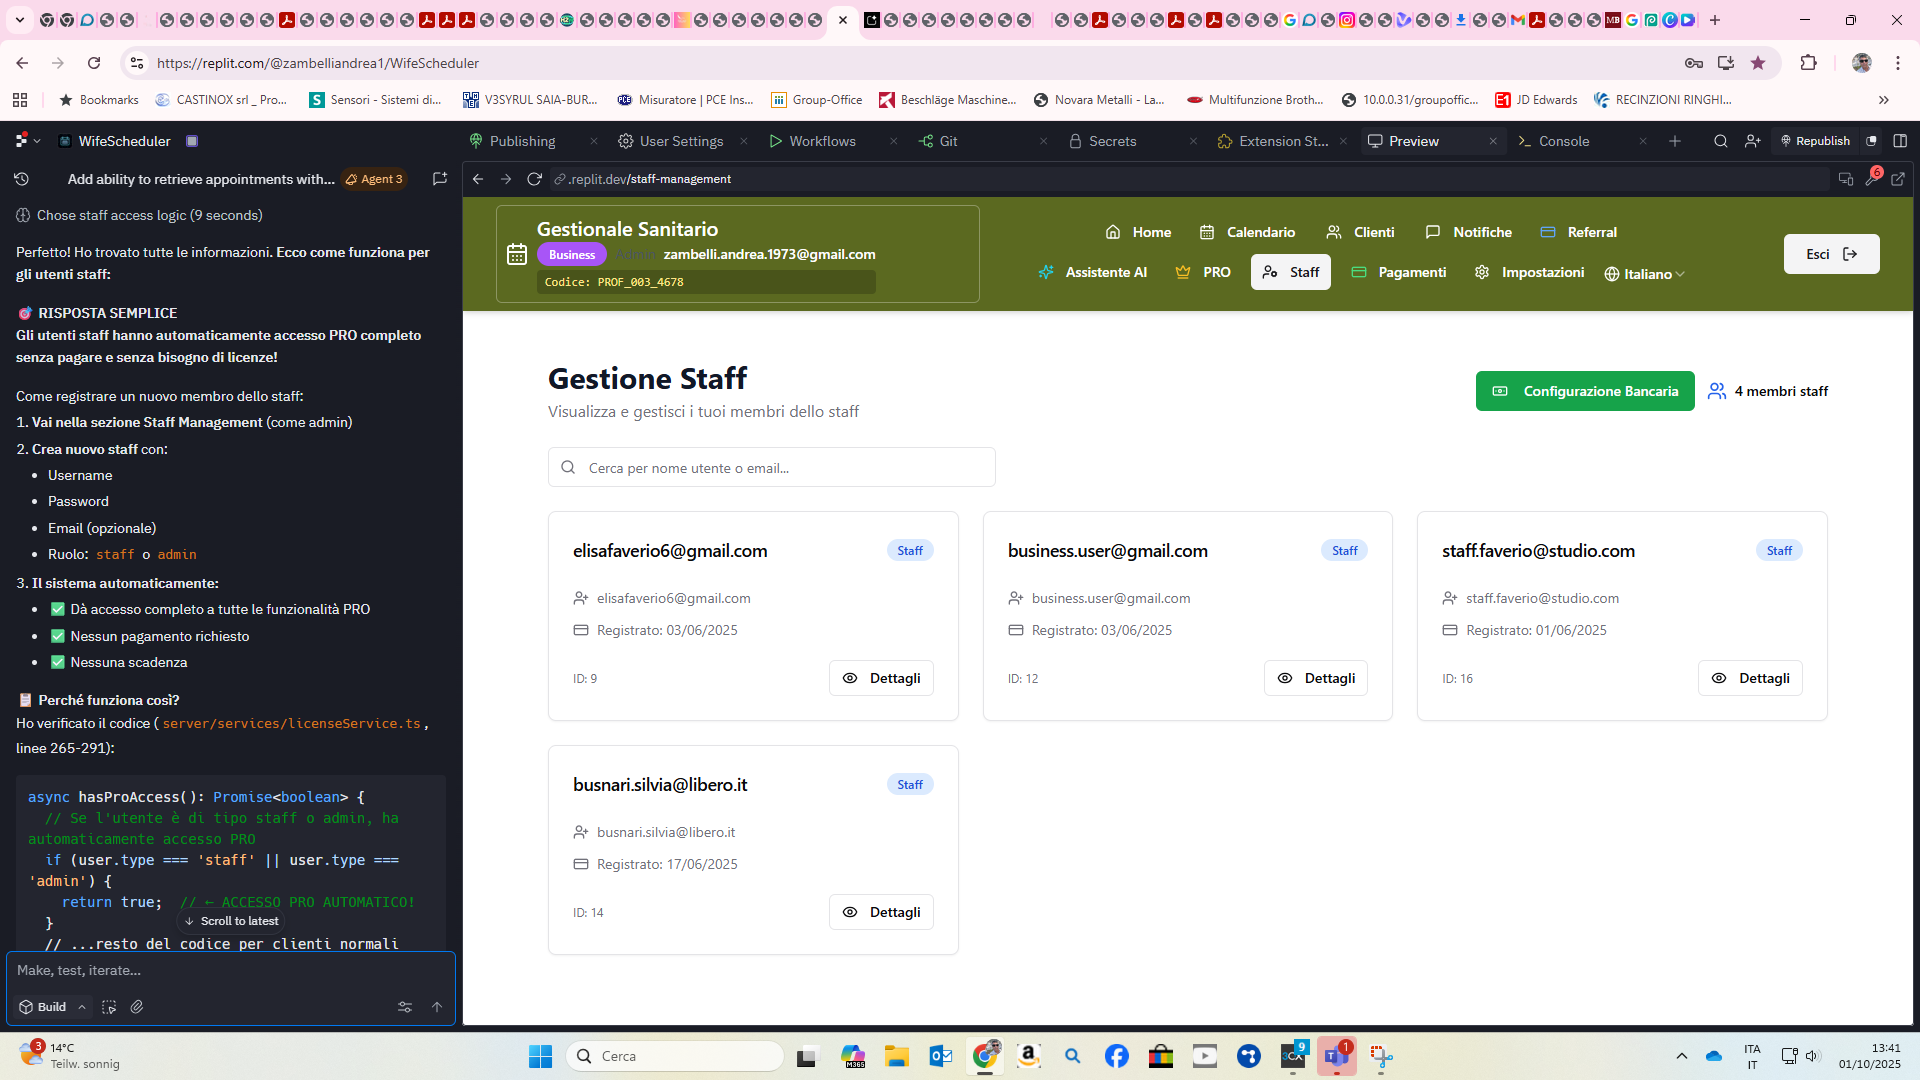 https://replit.com/@zambelliandrea1/WifeScheduler
Bookmarks
CASTINOX srl _ Pro...
Sensori - Sistemi di...
V3SYRUL SAIA-BUR...
Misuratore | PCE Ins...
Group-Office
Beschläge Maschine...
Novara Metalli - La...
Multifunzione Broth...
10.0.0.31/groupoffic...
JD Edwards
RECINZIONI RINGHI...
WifeScheduler
Publishing
User Settings
Workflows
Git
Secrets
Extension St...
Preview
Console
Republish
Add ability to retrieve appointments with...
Agent 3
.replit.dev/staff-management
6
Chose staff access logic (9 seconds)
Perfetto! Ho trovato tutte le informazioni. Ecco come funziona per
gli utenti staff:
🎯 RISPOSTA SEMPLICE
Gli utenti staff hanno automaticamente accesso PRO completo
senza pagare e senza bisogno di licenze!
Come registrare un nuovo membro dello staff:
1. Vai nella sezione Staff Management (come admin)
2. Crea nuovo staff con:
• Username
• Password
• Email (opzionale)
• Ruolo: staff o admin
3. Il sistema automaticamente:
• ✅ Dà accesso completo a tutte le funzionalità PRO
• ✅ Nessun pagamento richiesto
• ✅ Nessuna scadenza
📋 Perché funziona così?
Ho verificato il codice ( server/services/licenseService.ts ,
linee 265-291):
async hasProAccess(): Promise<boolean> {
// Se l'utente è di tipo staff o admin, ha
automaticamente accesso PRO
if (user.type === 'staff' || user.type ===
'admin') {
return true; // ← ACCESSO PRO AUTOMATICO!
}
// ...resto del codice per clienti normali
Scroll to latest
Make, test, iterate...
Build
Gestionale Sanitario
Business
Admin
zambelli.andrea.1973@gmail.com
Codice: PROF_003_4678
Home
Calendario
Clienti
Notifiche
Referral
Assistente AI
PRO
Staff
Pagamenti
Impostazioni
Italiano
Esci
Gestione Staff
Visualizza e gestisci i tuoi membri dello staff
Configurazione Bancaria
4 membri staff
Cerca per nome utente o email...
elisafaverio6@gmail.com
Staff
elisafaverio6@gmail.com
Registrato: 03/06/2025
ID: 9
Dettagli
business.user@gmail.com
Staff
business.user@gmail.com
Registrato: 03/06/2025
ID: 12
Dettagli
staff.faverio@studio.com
Staff
staff.faverio@studio.com
Registrato: 01/06/2025
ID: 16
Dettagli
busnari.silvia@libero.it
Staff
busnari.silvia@libero.it
Registrato: 17/06/2025
ID: 14
Dettagli
3
14°C
Teilw. sonnig
Cerca
M365
9
3CX
1
ITA
IT
13:41
01/10/2025